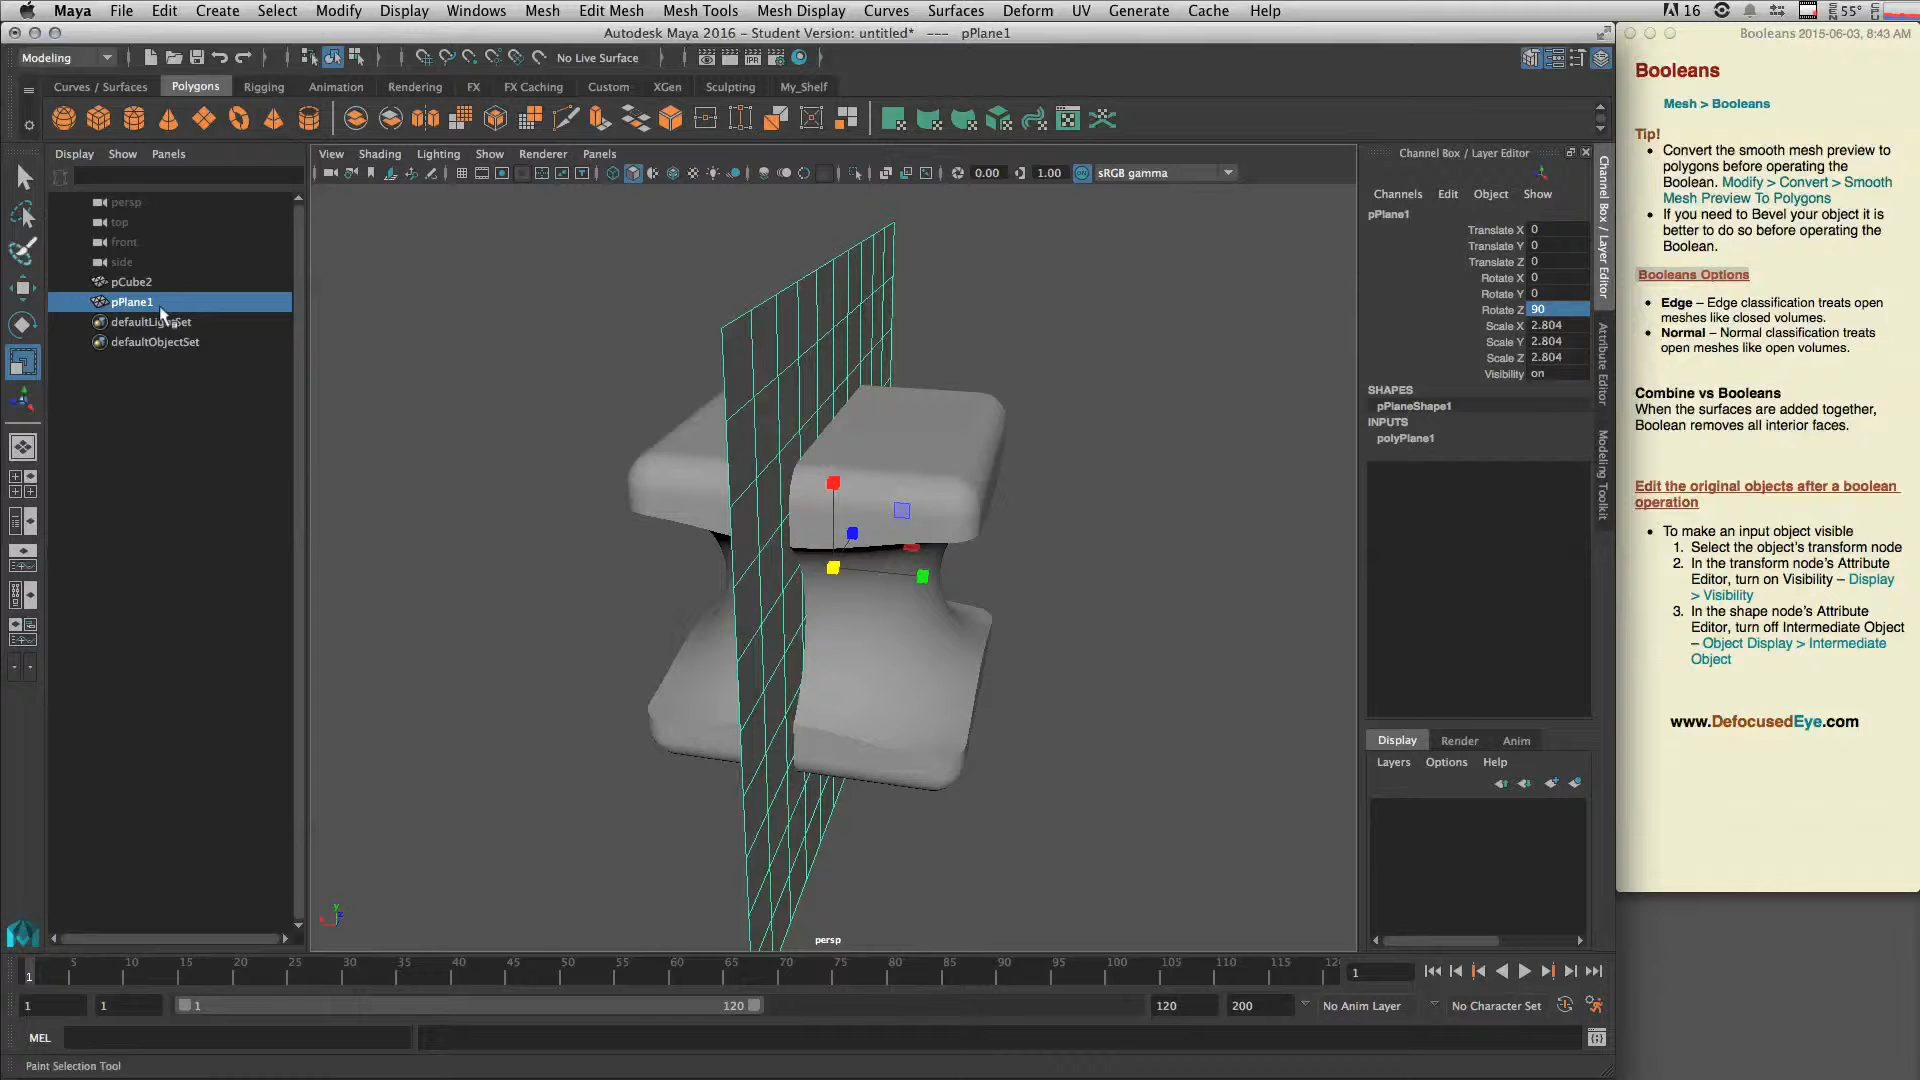 Maya File Edit Create Select Modify Display Windows Mesh Edit Mesh Mesh Tools Mesh Display Curves Surfaces Deform UV Generate Cache Help
16 55°
Autodesk Maya 2016 - Student Version: untitled* --- pPlane1
Booleans 2015-06-03, 8:43 AM
Modeling
No Live Surface
Curves / Surfaces Polygons Rigging Animation Rendering FX FX Caching Custom XGen Sculpting My_Shelf
Display Show Panels
persp
top
front
side
pCube2
pPlane1
defaultLightSet
defaultObjectSet
View Shading Lighting Show Renderer Panels
0.00 1.00 sRGB gamma
persp
Channel Box / Layer Editor
Channels Edit Object Show
pPlane1
Translate X 0
Translate Y 0
Translate Z 0
Rotate X 0
Rotate Y 0
Rotate Z 90
Scale X 2.804
Scale Y 2.804
Scale Z 2.804
Visibility on
SHAPES
pPlaneShape1
INPUTS
polyPlane1
Channel Box / Layer Editor
Attribute Editor
Modeling Toolkit
Display Render Anim
Layers Options Help
Booleans
Mesh > Booleans
Tip!
• Convert the smooth mesh preview to
polygons before operating the
Boolean. Modify > Convert > Smooth
Mesh Preview To Polygons
• If you need to Bevel your object it is
better to do so before operating the
Boolean.
Booleans Options
• Edge – Edge classification treats open
meshes like closed volumes.
• Normal – Normal classification treats
open meshes like open volumes.
Combine vs Booleans
When the surfaces are added together,
Boolean removes all interior faces.
Edit the original objects after a boolean
operation
• To make an input object visible
1. Select the object's transform node
2. In the transform node's Attribute
Editor, turn on Visibility – Display
> Visibility
3. In the shape node's Attribute
Editor, turn off Intermediate Object
– Object Display > Intermediate
Object
www.DefocusedEye.com
5 10 15 20 25 30 35 40 45 50 55 60 65 70 75 80 85 90 95 100 105 110 115
1 1
1 1 1 120 120 200 No Anim Layer No Character Set
MEL
Paint Selection Tool